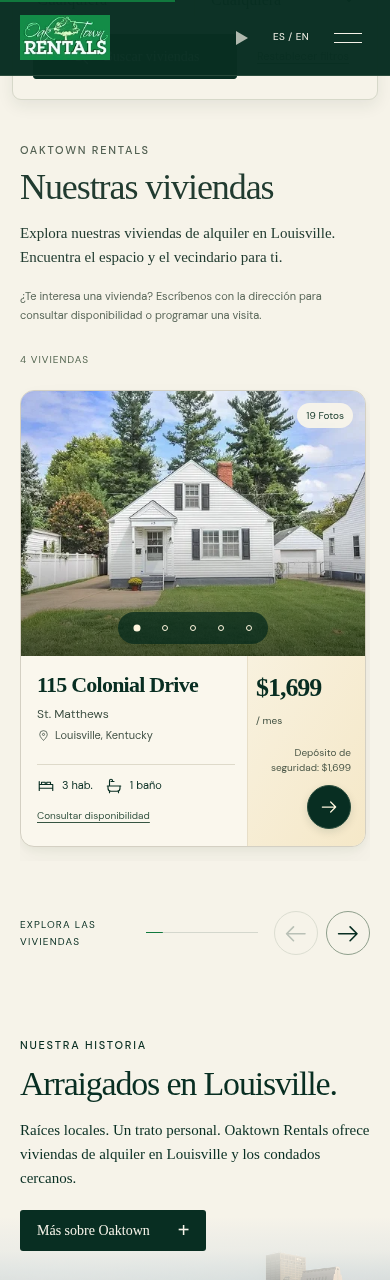 Oak Town
RENTALS
ES / EN
OAKTOWN RENTALS
Nuestras viviendas
Explora nuestras viviendas de alquiler en Louisville.
Encuentra el espacio y el vecindario para ti.
¿Te interesa una vivienda? Escríbenos con la dirección para
consultar disponibilidad o programar una visita.
4 VIVIENDAS
19 Fotos
115 Colonial Drive
St. Matthews
Louisville, Kentucky
3 hab. 1 baño
Consultar disponibilidad
$1,699
/ mes
Depósito de
seguridad: $1,699
EXPLORA LAS
VIVIENDAS
NUESTRA HISTORIA
Arraigados en Louisville.
Raíces locales. Un trato personal. Oaktown Rentals ofrece
viviendas de alquiler en Louisville y los condados
cercanos.
Más sobre Oaktown +